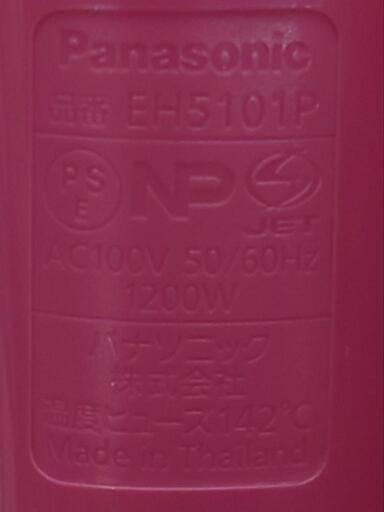 Panasonic
品番 EH5101P
PS E NP JET
AC100V 50/60Hz
1200W
パナソニック
株式会社
温度ヒューズ142℃
Made in Thailand